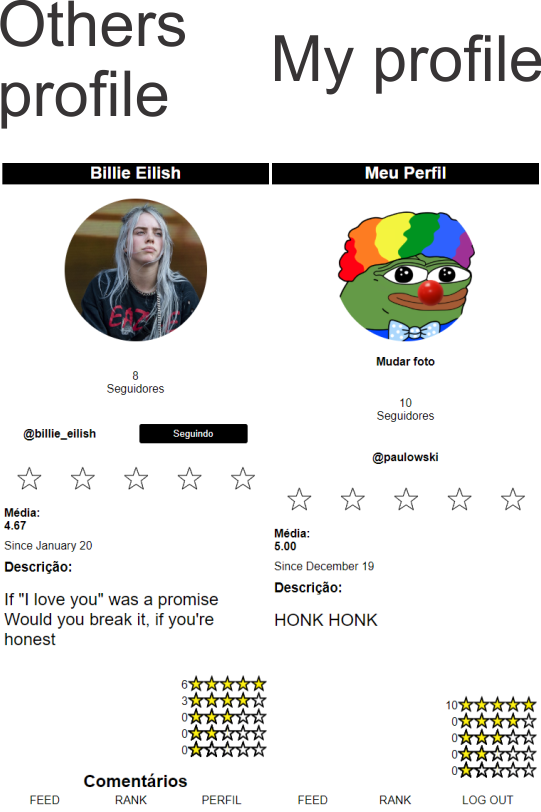 Others
profile
My profile
Billie Eilish
8
Seguidores
@billie_eilish
Seguindo
Média:
4.67
Since January 20
Descrição:
If "I love you" was a promise
Would you break it, if you're
honest
6
3
0
0
0
Comentários
FEED RANK PERFIL
Meu Perfil
Mudar foto
10
Seguidores
@paulowski
Média:
5.00
Since December 19
Descrição:
HONK HONK
10
0
0
0
0
FEED RANK LOG OUT